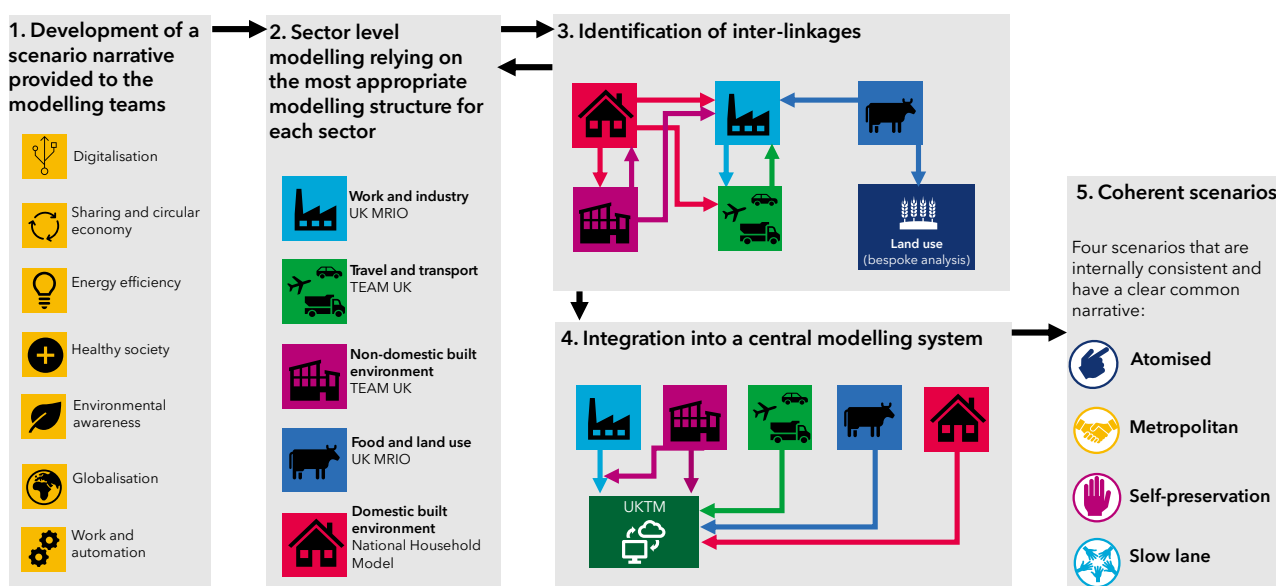 1. Development of a
scenario narrative
provided to the
modelling teams
Digitalisation
Sharing and circular
economy
Energy efficiency
Healthy society
Environmental
awareness
Globalisation
Work and
automation
2. Sector level
modelling relying on
the most appropriate
modelling structure for
each sector
Work and industry
UK MRIO
Travel and transport
TEAM UK
Non-domestic built
environment
TEAM UK
Food and land use
UK MRIO
Domestic built
environment
National Household
Model
3. Identification of inter-linkages
Land use
(bespoke analysis)
4. Integration into a central modelling system
UKTM
5. Coherent scenarios
Four scenarios that are
internally consistent and
have a clear common
narrative:
Atomised
Metropolitan
Self-preservation
Slow lane